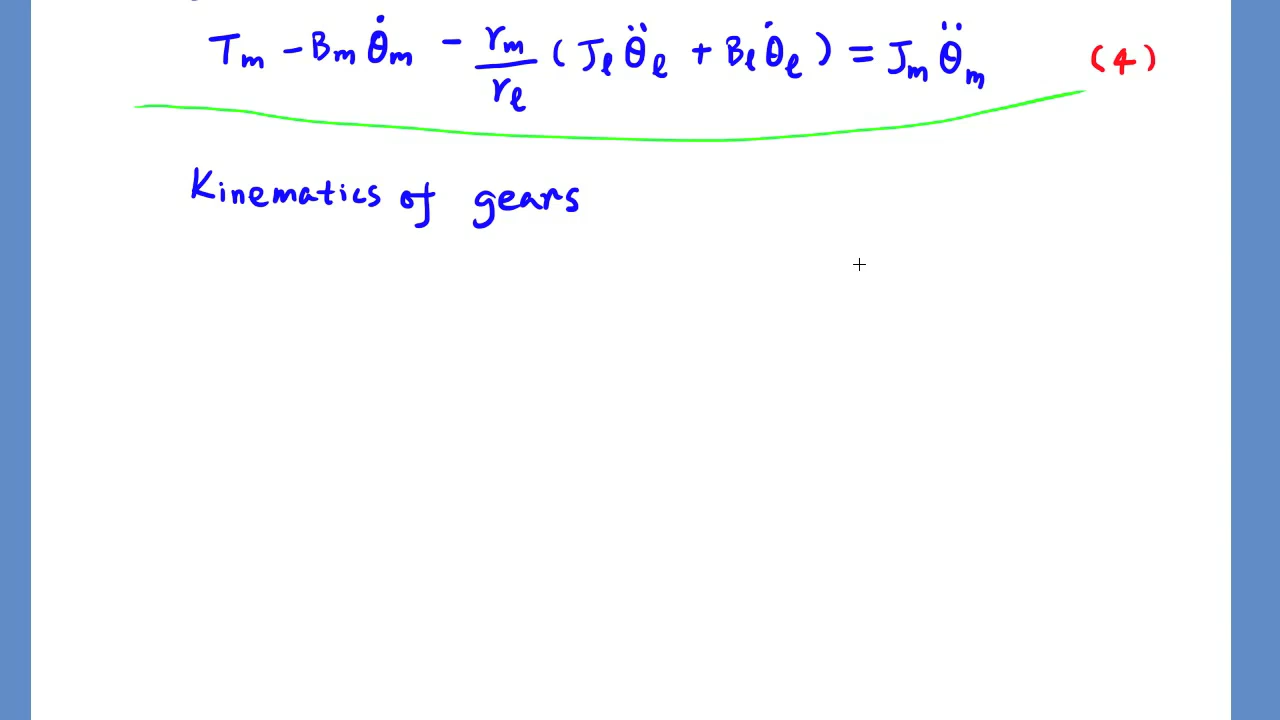 T_m - B_m θ̇_m - r_m/r_ℓ (J_ℓ θ̈_ℓ + B_ℓ θ̇_ℓ) = J_m θ̈_m (4)
Kinematics of gears